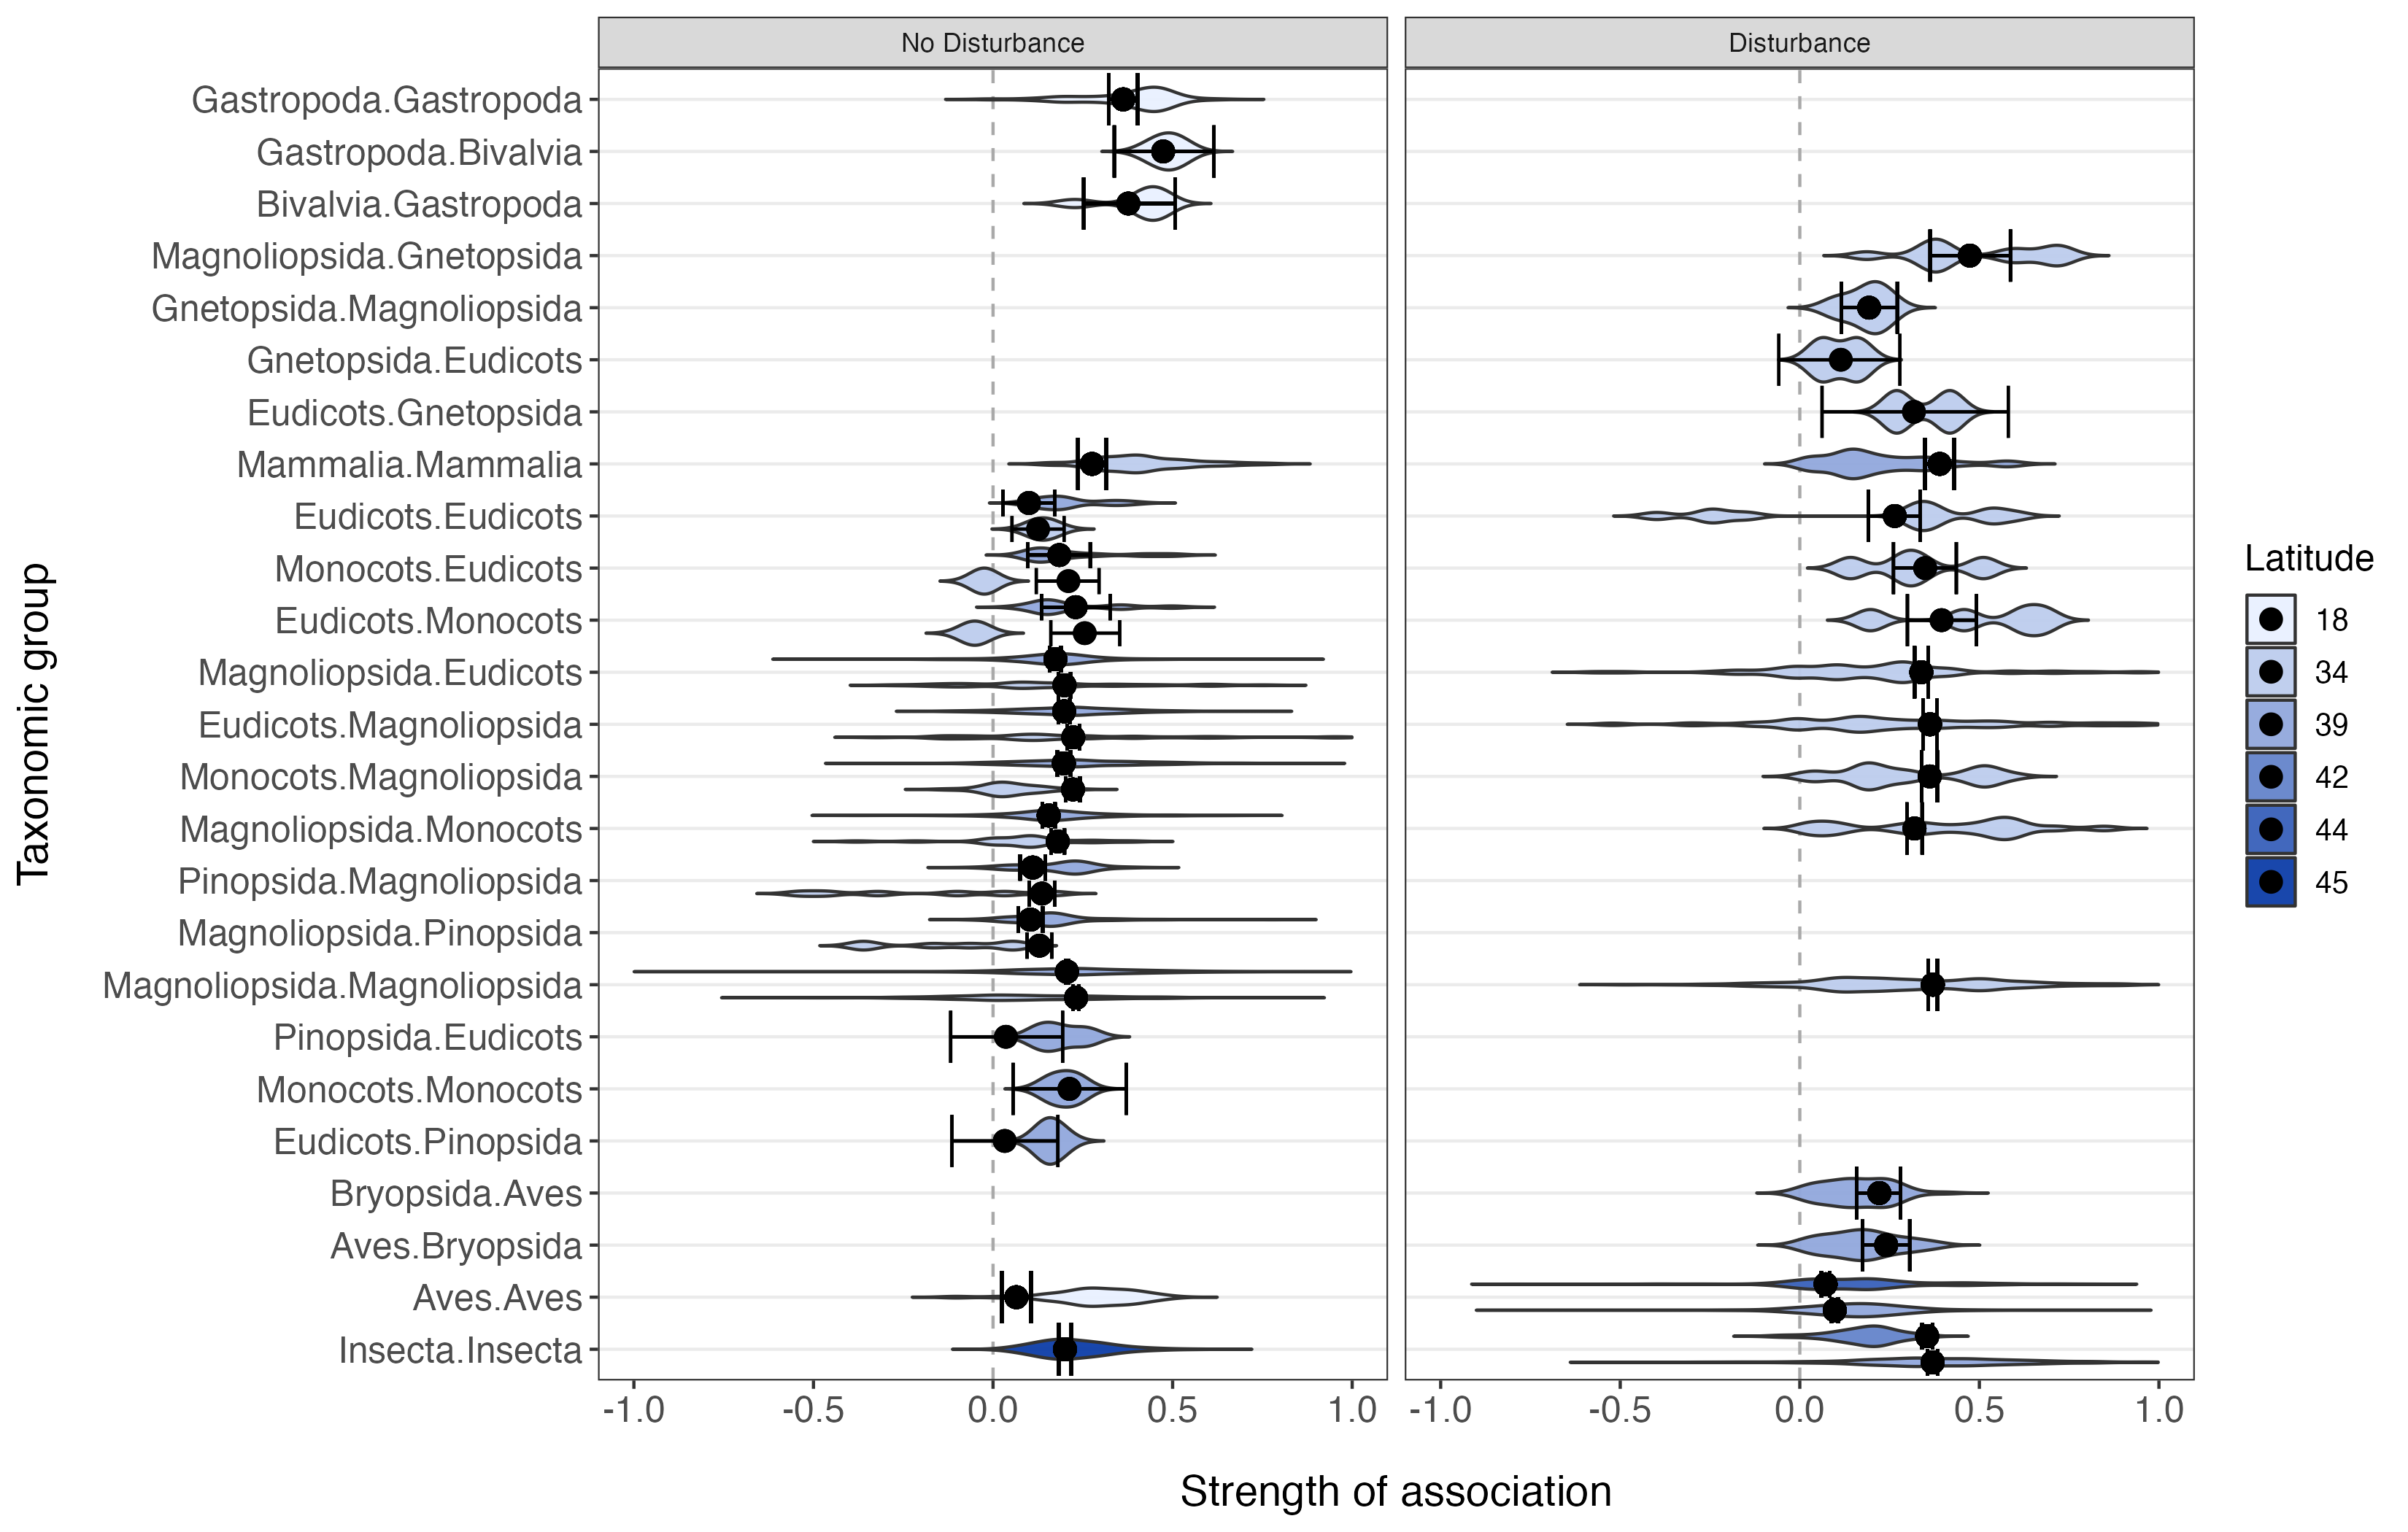 No Disturbance
Disturbance
Gastropoda.Gastropoda
Gastropoda.Bivalvia
Bivalvia.Gastropoda
Magnoliopsida.Gnetopsida
Gnetopsida.Magnoliopsida
Gnetopsida.Eudicots
Eudicots.Gnetopsida
Mammalia.Mammalia
Eudicots.Eudicots
Monocots.Eudicots
Eudicots.Monocots
Magnoliopsida.Eudicots
Eudicots.Magnoliopsida
Monocots.Magnoliopsida
Magnoliopsida.Monocots
Pinopsida.Magnoliopsida
Magnoliopsida.Pinopsida
Magnoliopsida.Magnoliopsida
Pinopsida.Eudicots
Monocots.Monocots
Eudicots.Pinopsida
Bryopsida.Aves
Aves.Bryopsida
Aves.Aves
Insecta.Insecta
Taxonomic group
-1.0 -0.5 0.0 0.5 1.0
-1.0 -0.5 0.0 0.5 1.0
Strength of association
Latitude
18
34
39
42
44
45